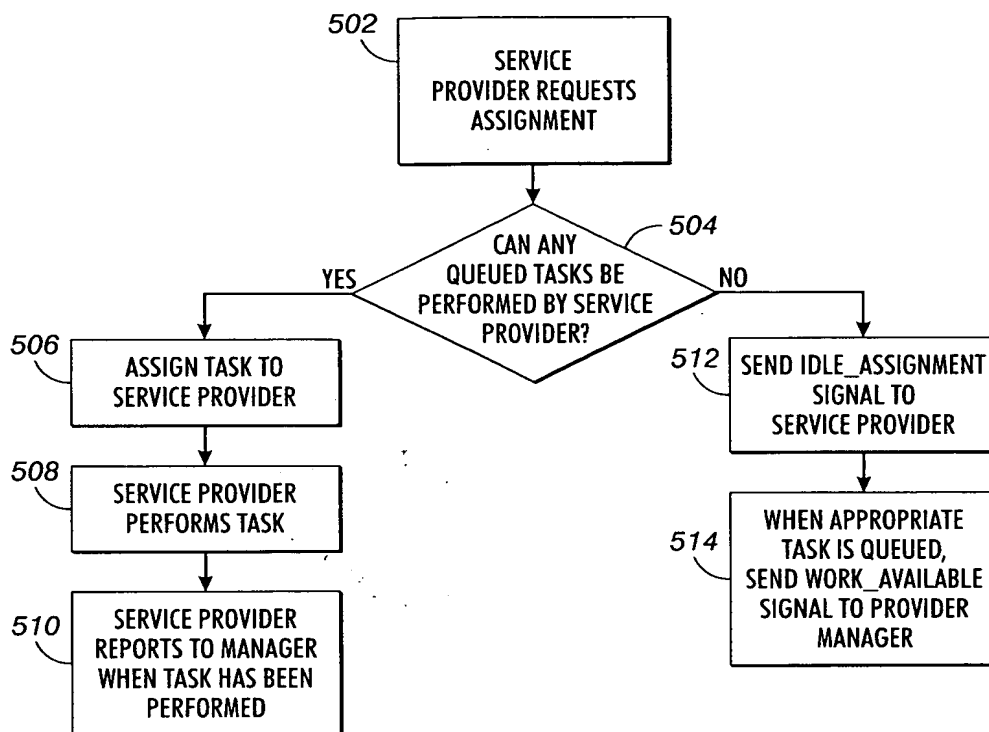 502
SERVICE
PROVIDER REQUESTS
ASSIGNMENT
504
CAN ANY
QUEUED TASKS BE
PERFORMED BY SERVICE
PROVIDER?
YES
NO
506
ASSIGN TASK TO
SERVICE PROVIDER
508
SERVICE PROVIDER
PERFORMS TASK
510
SERVICE PROVIDER
REPORTS TO MANAGER
WHEN TASK HAS BEEN
PERFORMED
512
SEND IDLE_ASSIGNMENT
SIGNAL TO
SERVICE PROVIDER
514
WHEN APPROPRIATE
TASK IS QUEUED,
SEND WORK_AVAILABLE
SIGNAL TO PROVIDER
MANAGER